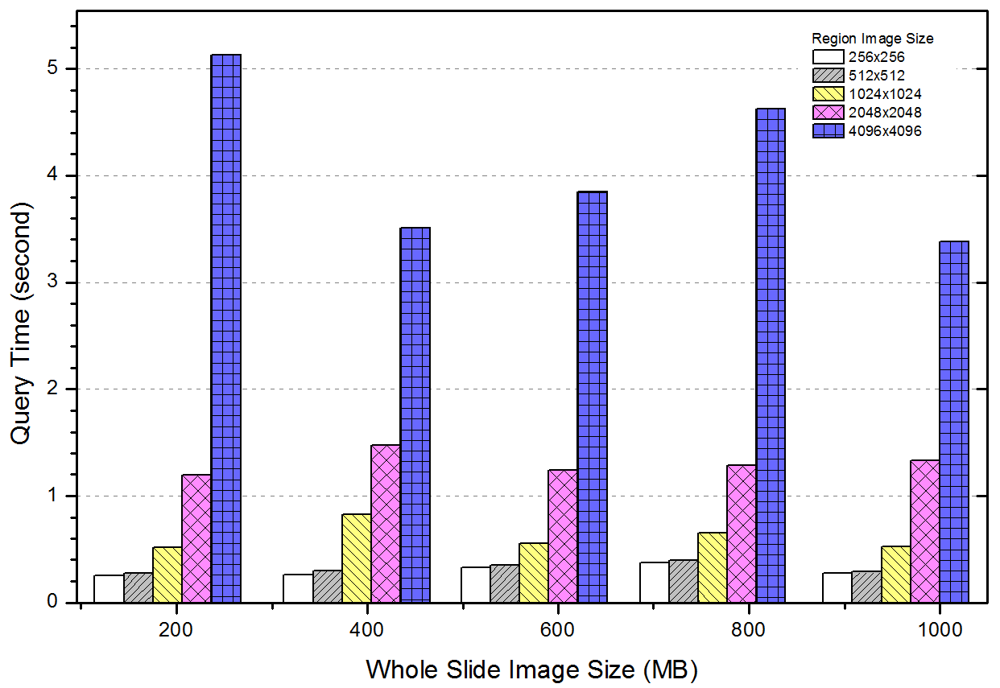 Region Image Size
256x256
512x512
1024x1024
2048x2048
4096x4096
Query Time (second)
5
4
3
2
1
0
200 400 600 800 1000
Whole Slide Image Size (MB)